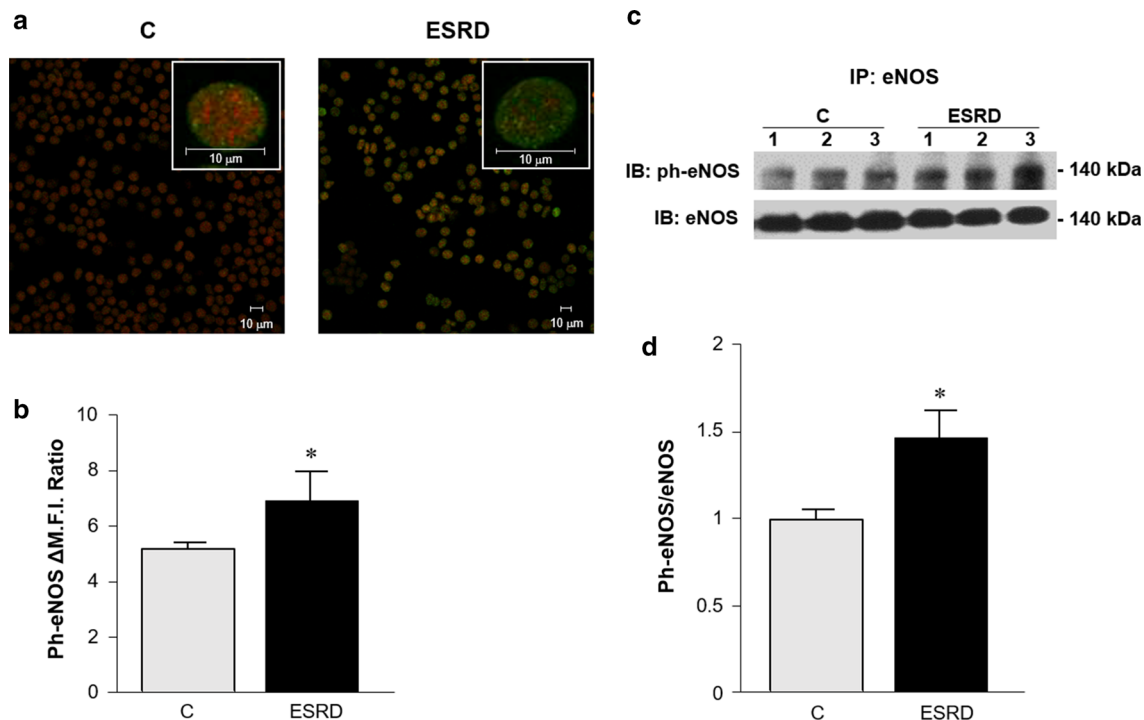 a
C
ESRD
10 µm
10 µm
10 µm
10 µm
b
Ph-eNOS ΔM.F.I. Ratio
10
8
6
4
2
0
*
C
ESRD
c
IP: eNOS
C
ESRD
1 2 3 1 2 3
IB: ph-eNOS - 140 kDa
IB: eNOS - 140 kDa
d
Ph-eNOS/eNOS
2
1.5
1
0.5
0
*
C
ESRD